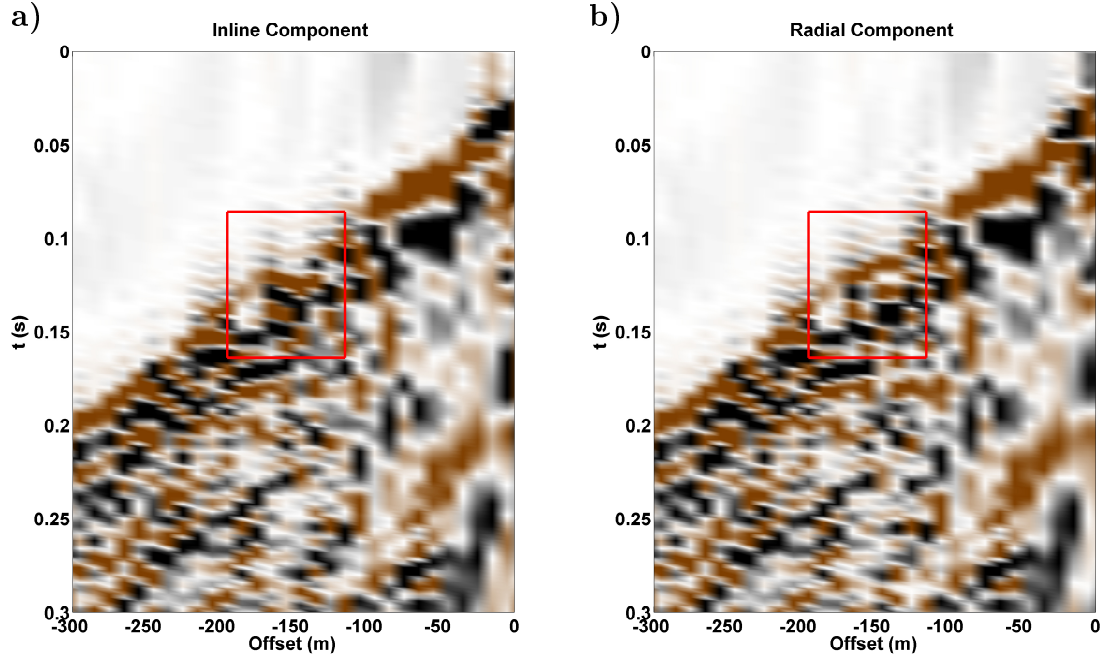 a)
Inline Component
0
0.05
0.1
0.15
0.2
0.25
0.3
t (s)
-300 -250 -200 -150 -100 -50 0
Offset (m)
b)
Radial Component
0
0.05
0.1
0.15
0.2
0.25
0.3
t (s)
-300 -250 -200 -150 -100 -50 0
Offset (m)